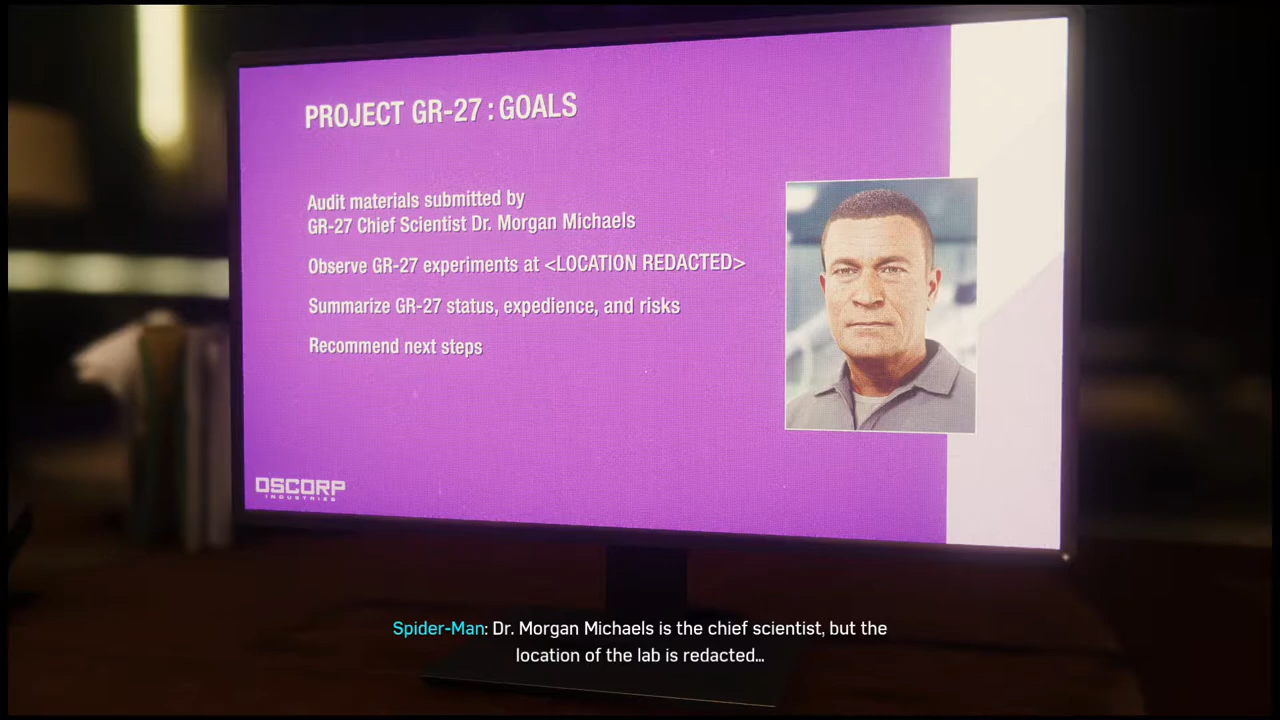 PROJECT GR-27 : GOALS
Audit materials submitted by
GR-27 Chief Scientist Dr. Morgan Michaels
Observe GR-27 experiments at <LOCATION REDACTED>
Summarize GR-27 status, expedience, and risks
Recommend next steps
OSCORP
INDUSTRIES
Spider-Man: Dr. Morgan Michaels is the chief scientist, but the
location of the lab is redacted...